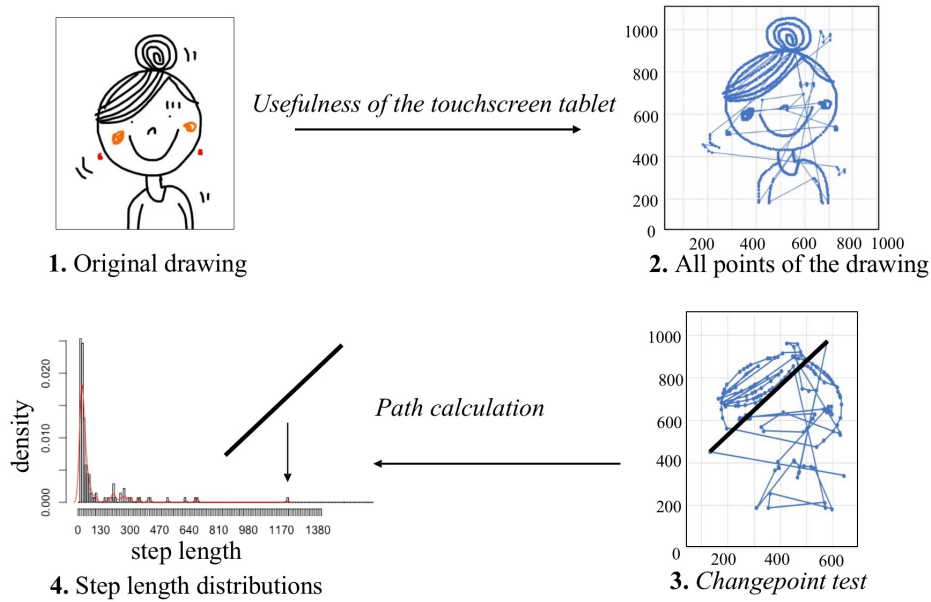 Usefulness of the touchscreen tablet
1. Original drawing
1000
800
600
400
200
0
200 400 600 800 1000
2. All points of the drawing
density
0.000 0.010 0.020
0 130 300 470 640 810 980 1170 1380
step length
4. Step length distributions
Path calculation
1000
800
600
400
200
0
200 400 600
3. Changepoint test